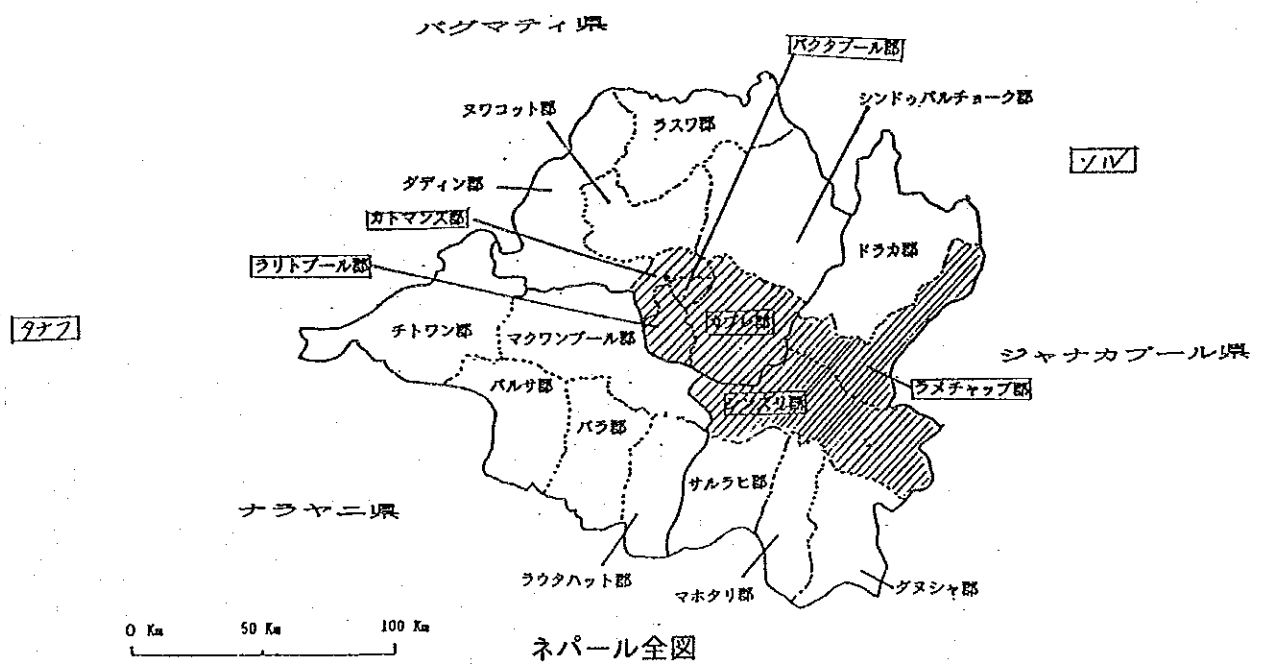 バグマティ県
バクタプール郡
シンドゥパルチョーク郡
ヌワコット郡
ラスワ郡
ソル
ダディン郡
カトマンズ郡
ドラカ郡
ラリトプール郡
タナフ
チトワン郡
マクワンプール郡
カブレ郡
ジャナカプール県
パルサ郡
ラメチャップ郡
シンズリ郡
バラ郡
サルラヒ郡
ナラヤニ県
ラウタハット郡
マホタリ郡
ダヌシャ郡
0 Km 50 Km 100 Km
ネパール全図